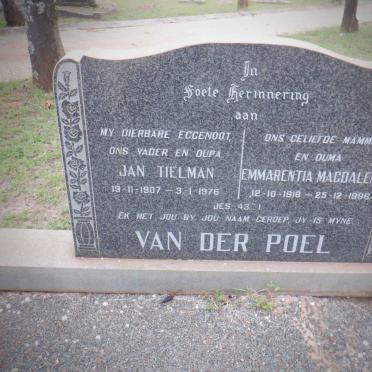 In
Soete Herinnering
aan
MY DIERBARE EGGENOOT,
ONS VADER EN OUPA
JAN TIELMAN
19-11-1907 – 3-1-1976
ONS GELIEFDE MAMM
EN OUMA
EMMARENTIA MAGDALE
12-10-1918 – 25-12-1998
JES. 43:1
EK HET JOU BY JOU NAAM GEROEP, JY IS MYNE
VAN DER POEL